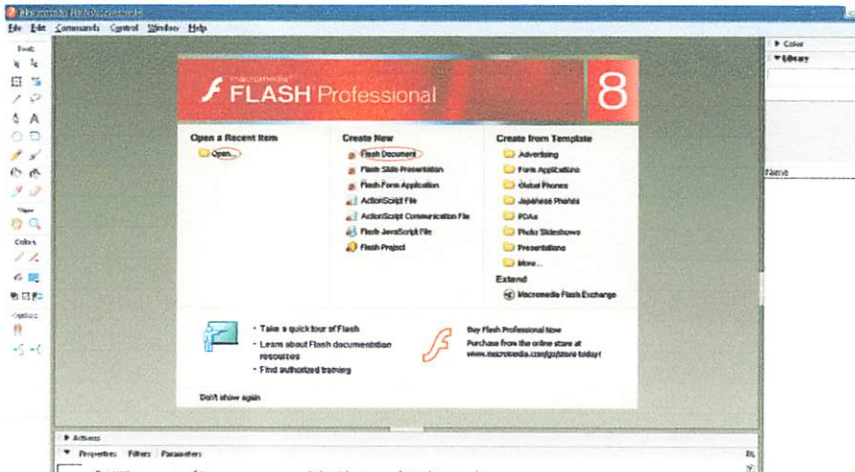 File Edit Commands Control Window Help
Tools
View
Colors
Options
macromedia
FLASH Professional 8
Open a Recent Item
Open...
Create New
Flash Document
Flash Slide Presentation
Flash Form Application
ActionScript File
ActionScript Communication File
Flash JavaScript File
Flash Project
Create from Template
Advertising
Form Applications
Global Phones
Japanese Phones
PDAs
Photo Slideshows
Presentations
More...
Extend
Macromedia Flash Exchange
• Take a quick tour of Flash
• Learn about Flash documentation
resources
• Find authorized training
Buy Flash Professional Now
Purchase from the online store at
www.macromedia.com/go/store today!
Don't show again
Color
Library
Name
Actions
Properties Filters Parameters